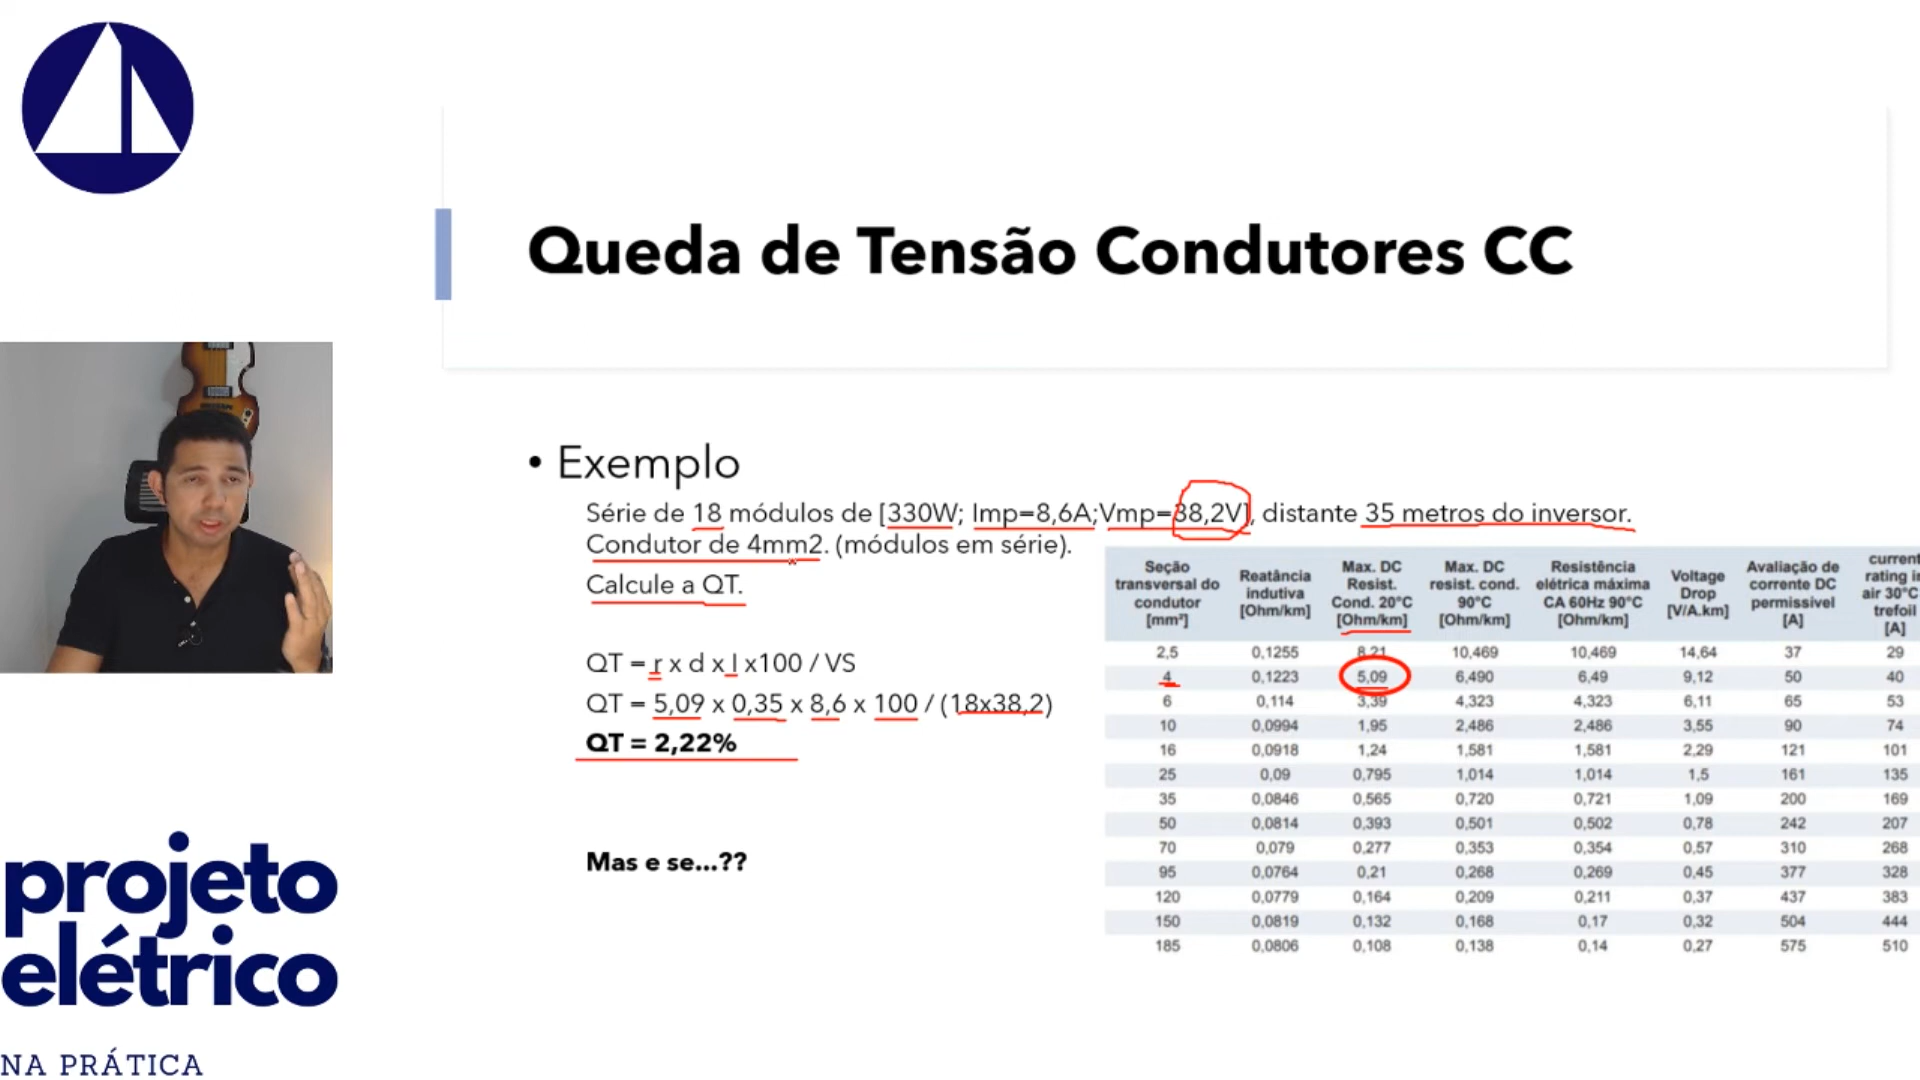 Queda de Tensão Condutores CC
• Exemplo
Série de 18 módulos de [330W; Imp=8,6A;Vmp=38,2V], distante 35 metros do inversor.
Condutor de 4mm2. (módulos em série).
Calcule a QT.
QT = r x d x I x100 / VS
QT = 5,09 x 0,35 x 8,6 x 100 / (18x38,2)
QT = 2,22%
Mas e se...??
Seção transversal do condutor [mm²] Reatância indutiva [Ohm/km] Max. DC Resist. Cond. 20°C [Ohm/km] Max. DC resist. cond. 90°C [Ohm/km] Resistência elétrica máxima CA 60Hz 90°C [Ohm/km] Voltage Drop [V/A.km] Avaliação de corrente DC permissível [A] current rating in air 30°C trefoil [A]
2,5 0,1255 8,21 10,469 10,469 14,64 37 29
4 0,1223 5,09 6,490 6,49 9,12 50 40
6 0,114 3,39 4,323 4,323 6,11 65 53
10 0,0994 1,95 2,486 2,486 3,55 90 74
16 0,0918 1,24 1,581 1,581 2,29 121 101
25 0,09 0,795 1,014 1,014 1,5 161 135
35 0,0846 0,565 0,720 0,721 1,09 200 169
50 0,0814 0,393 0,501 0,502 0,78 242 207
70 0,079 0,277 0,353 0,354 0,57 310 268
95 0,0764 0,21 0,268 0,269 0,45 377 328
120 0,0779 0,164 0,209 0,211 0,37 437 383
150 0,0819 0,132 0,168 0,17 0,32 504 444
185 0,0806 0,108 0,138 0,14 0,27 575 510
projeto
elétrico
NA PRÁTICA